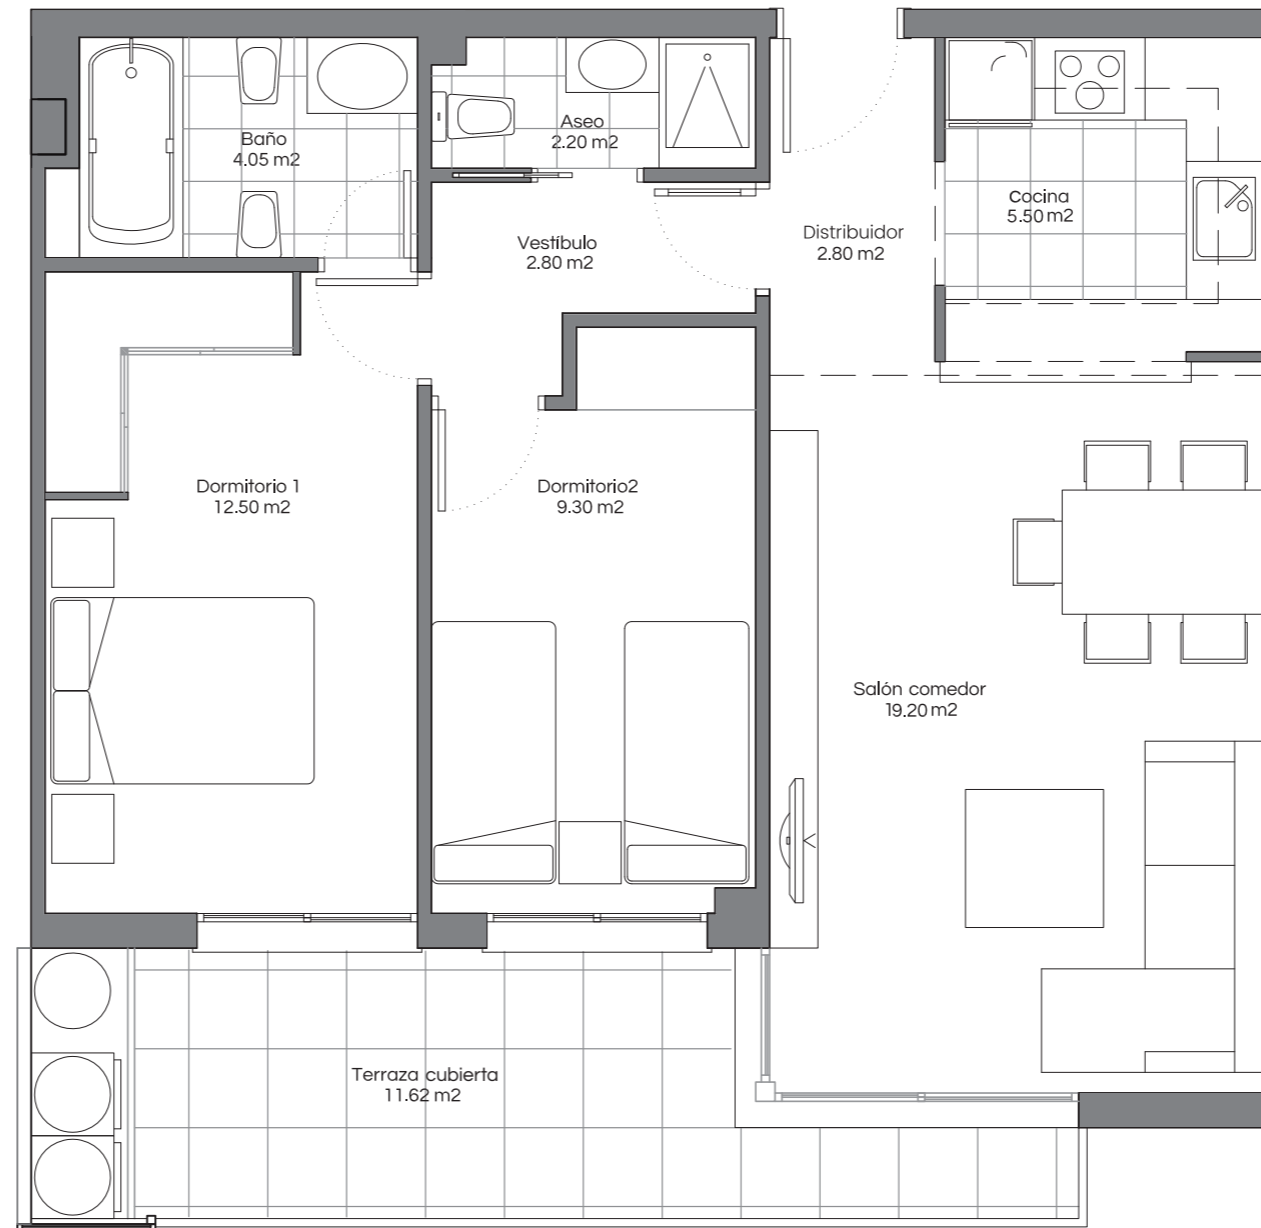 Baño
4.05 m2
Aseo
2.20 m2
Cocina
5.50 m2
Vestíbulo
2.80 m2
Distribuidor
2.80 m2
Dormitorio 1
12.50 m2
Dormitorio2
9.30 m2
Salón comedor
19.20 m2
Terraza cubierta
11.62 m2